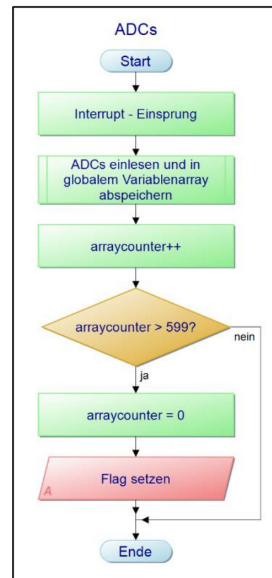 ADCs
Start
Interrupt - Einsprung
ADCs einlesen und in
globalem Variablenarray
abspeichern
arraycounter++
arraycounter > 599?
nein
ja
arraycounter = 0
Flag setzen
A
Ende